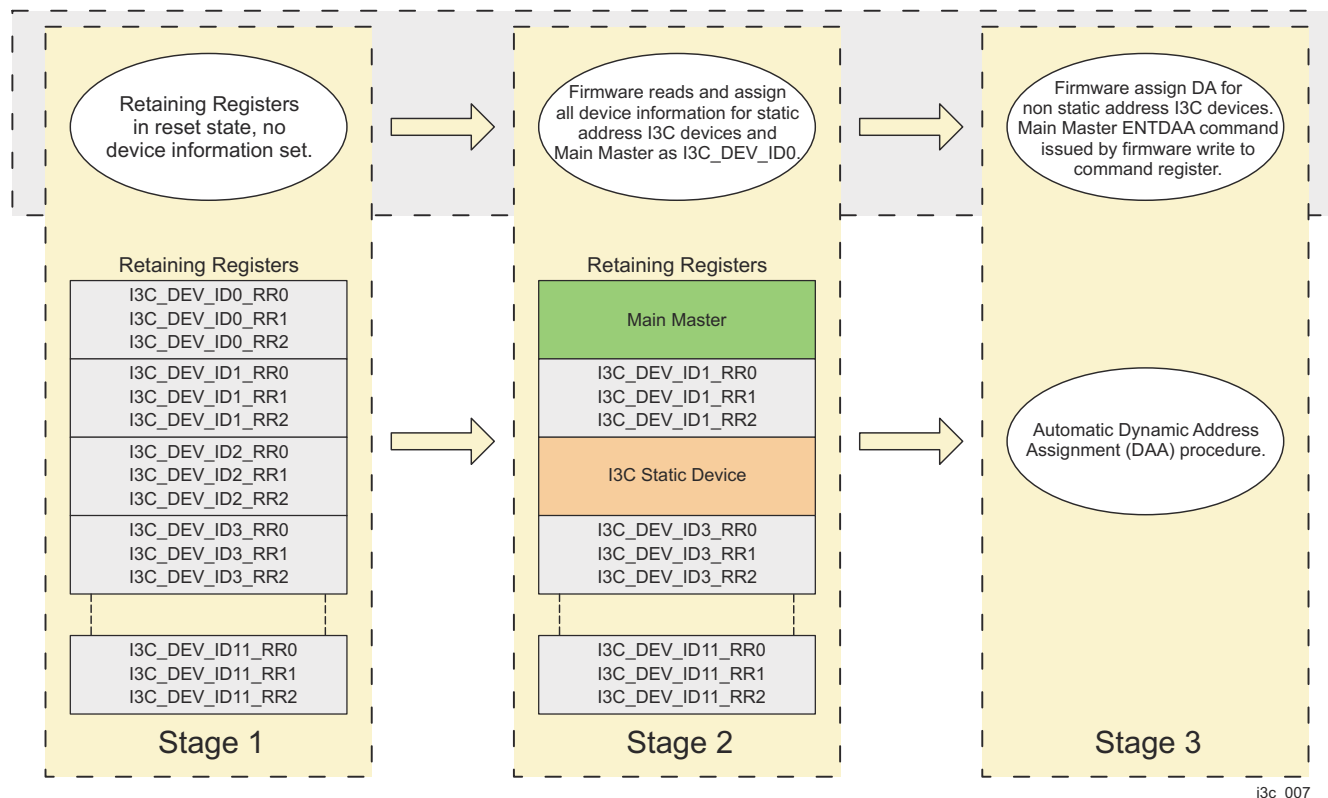 Retaining Registers
in reset state, no
device information set.
Firmware reads and assign
all device information for static
address I3C devices and
Main Master as I3C_DEV_ID0.
Firmware assign DA for
non static address I3C devices.
Main Master ENTDAA command
issued by firmware write to
command register.
Retaining Registers
I3C_DEV_ID0_RR0
I3C_DEV_ID0_RR1
I3C_DEV_ID0_RR2
I3C_DEV_ID1_RR0
I3C_DEV_ID1_RR1
I3C_DEV_ID1_RR2
I3C_DEV_ID2_RR0
I3C_DEV_ID2_RR1
I3C_DEV_ID2_RR2
I3C_DEV_ID3_RR0
I3C_DEV_ID3_RR1
I3C_DEV_ID3_RR2
I3C_DEV_ID11_RR0
I3C_DEV_ID11_RR1
I3C_DEV_ID11_RR2
Stage 1
Retaining Registers
Main Master
I3C_DEV_ID1_RR0
I3C_DEV_ID1_RR1
I3C_DEV_ID1_RR2
I3C Static Device
I3C_DEV_ID3_RR0
I3C_DEV_ID3_RR1
I3C_DEV_ID3_RR2
I3C_DEV_ID11_RR0
I3C_DEV_ID11_RR1
I3C_DEV_ID11_RR2
Stage 2
Automatic Dynamic Address
Assignment (DAA) procedure.
Stage 3
i3c_007